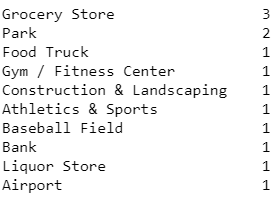 Grocery Store 3
Park 2
Food Truck 1
Gym / Fitness Center 1
Construction & Landscaping 1
Athletics & Sports 1
Baseball Field 1
Bank 1
Liquor Store 1
Airport 1